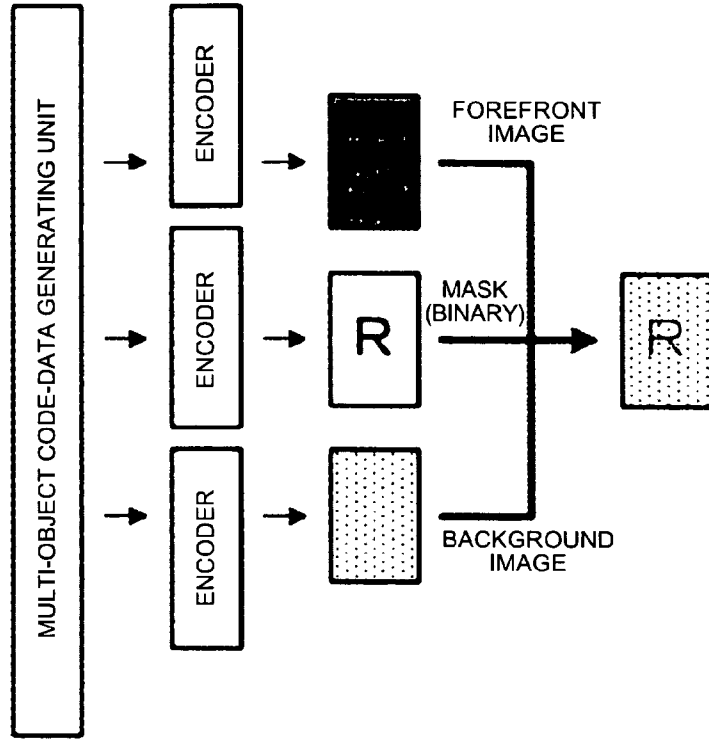 MULTI-OBJECT CODE-DATA GENERATING UNIT
ENCODER
FOREFRONT
IMAGE
ENCODER
R
MASK
(BINARY)
R
ENCODER
BACKGROUND
IMAGE